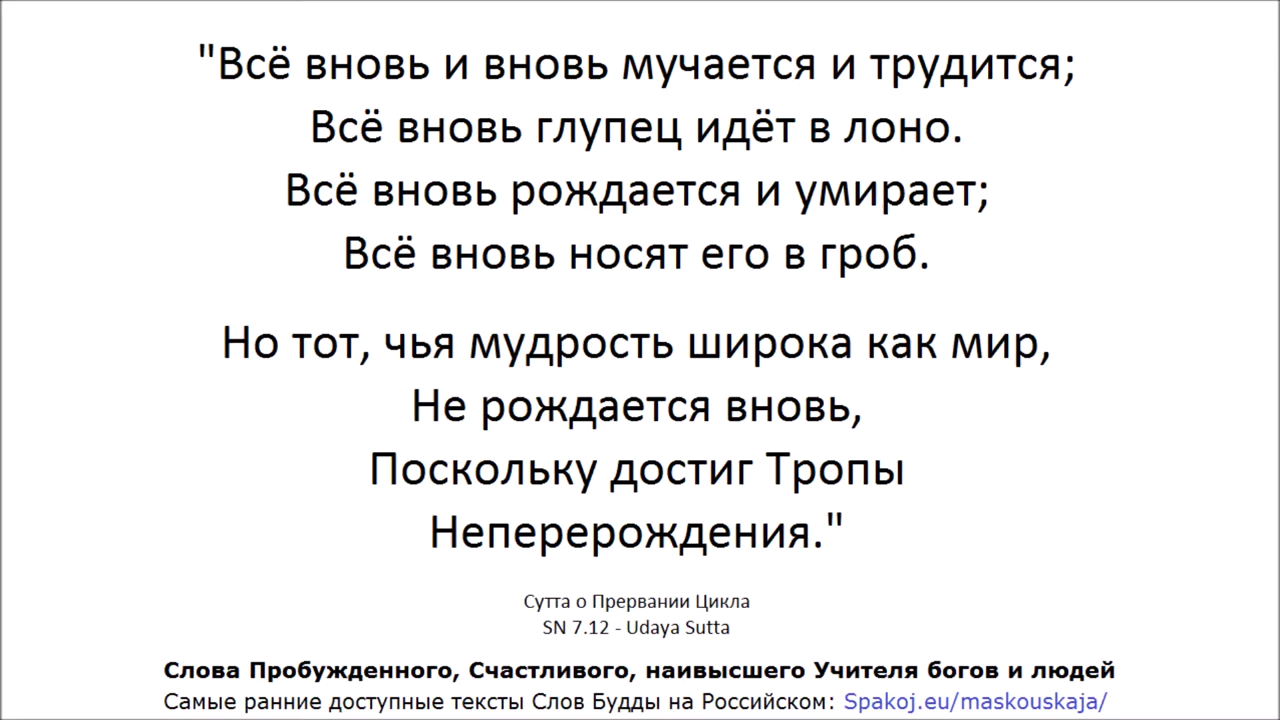 "Всё вновь и вновь мучается и трудится;
Всё вновь глупец идёт в лоно.
Всё вновь рождается и умирает;
Всё вновь носят его в гроб.
Но тот, чья мудрость широка как мир,
Не рождается вновь,
Поскольку достиг Тропы
Неперерождения."
Сутта о Прервании Цикла
SN 7.12 - Udaya Sutta
Слова Пробужденного, Счастливого, наивысшего Учителя богов и людей
Самые ранние доступные тексты Слов Будды на Российском: Spakoj.eu/maskouskaja/